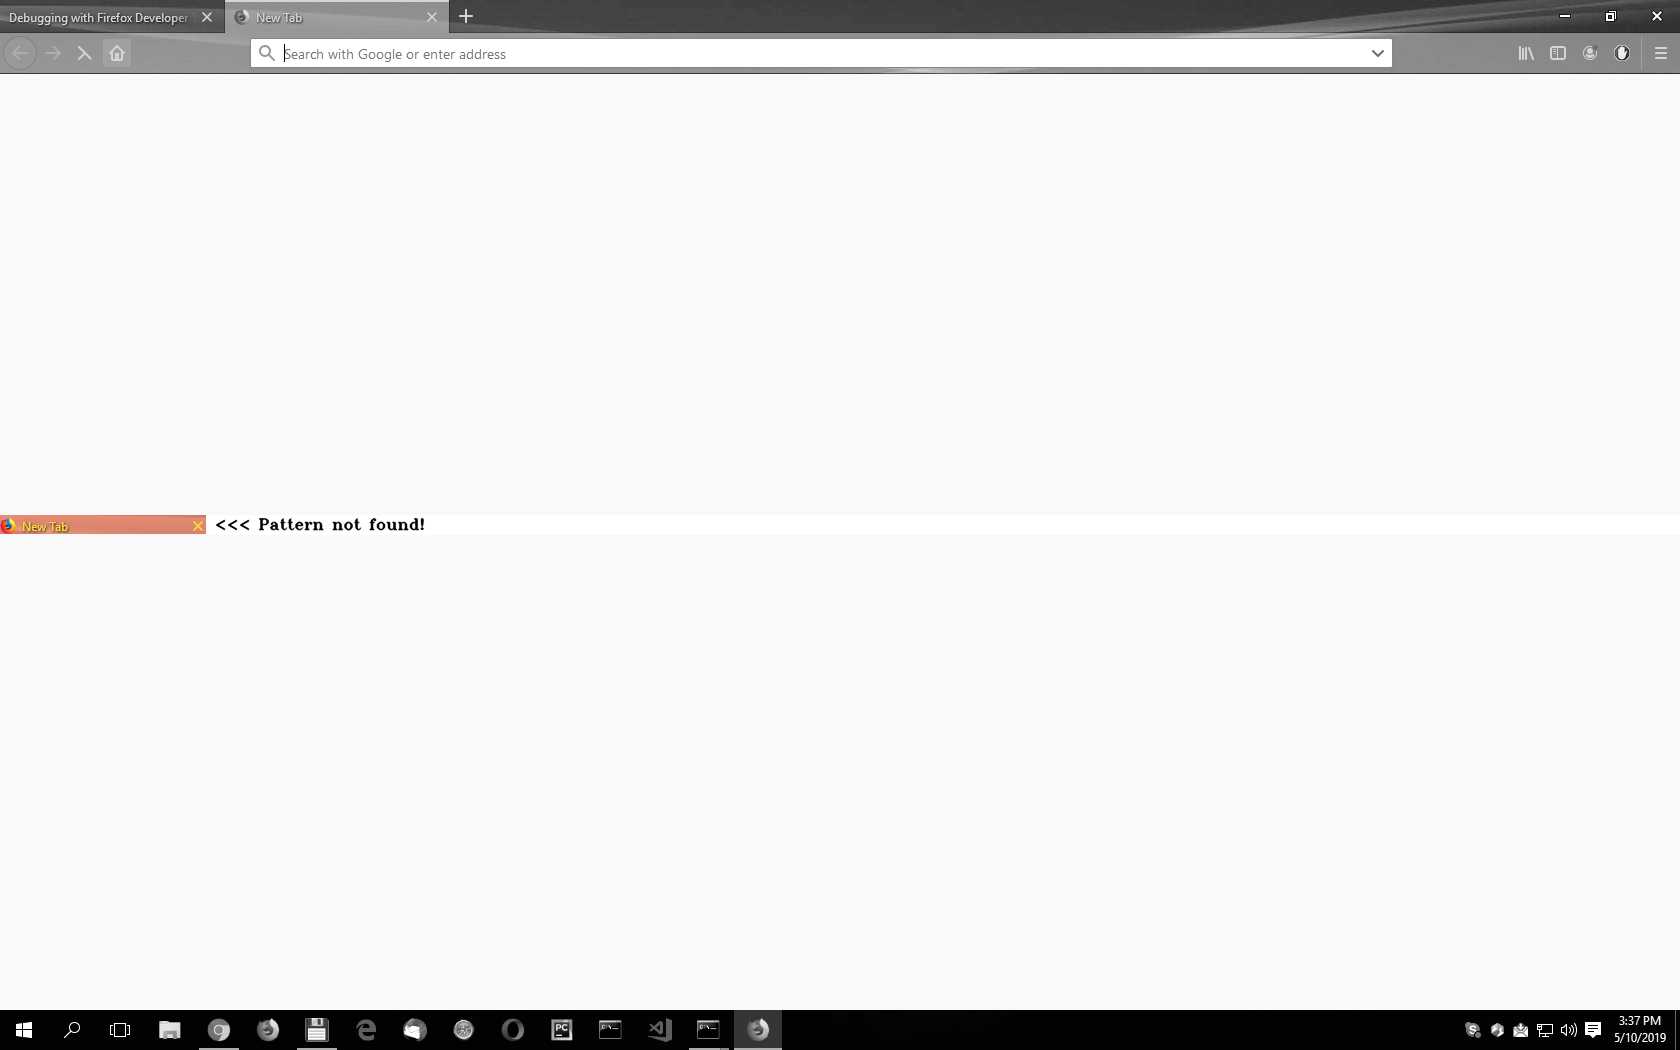 Debugging with Firefox Developer
New Tab
Search with Google or enter address
New Tab <<< Pattern not found!
PC
C:\
C:\
3:37 PM
5/10/2019